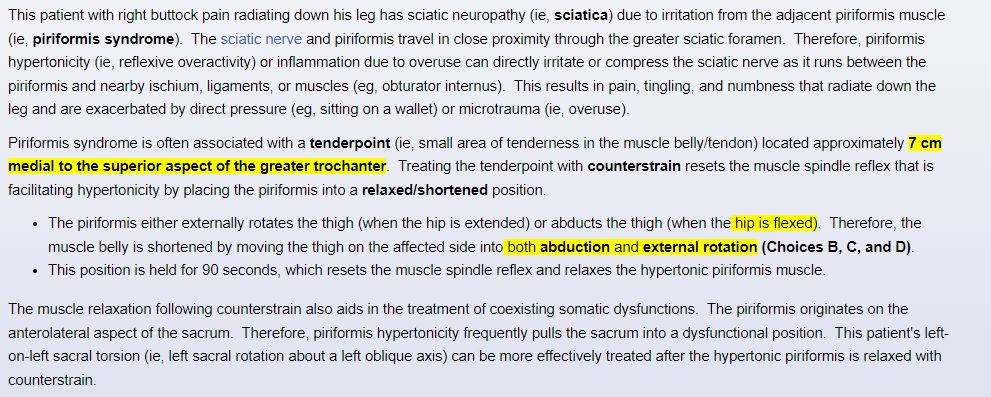 This patient with right buttock pain radiating down his leg has sciatic neuropathy (ie, sciatica) due to irritation from the adjacent piriformis muscle
(ie, piriformis syndrome).  The sciatic nerve and piriformis travel in close proximity through the greater sciatic foramen.  Therefore, piriformis
hypertonicity (ie, reflexive overactivity) or inflammation due to overuse can directly irritate or compress the sciatic nerve as it runs between the
piriformis and nearby ischium, ligaments, or muscles (eg, obturator internus).  This results in pain, tingling, and numbness that radiate down the
leg and are exacerbated by direct pressure (eg, sitting on a wallet) or microtrauma (ie, overuse).
Piriformis syndrome is often associated with a tenderpoint (ie, small area of tenderness in the muscle belly/tendon) located approximately 7 cm
medial to the superior aspect of the greater trochanter.  Treating the tenderpoint with counterstrain resets the muscle spindle reflex that is
facilitating hypertonicity by placing the piriformis into a relaxed/shortened position.
• The piriformis either externally rotates the thigh (when the hip is extended) or abducts the thigh (when the hip is flexed).  Therefore, the
muscle belly is shortened by moving the thigh on the affected side into both abduction and external rotation (Choices B, C, and D).
• This position is held for 90 seconds, which resets the muscle spindle reflex and relaxes the hypertonic piriformis muscle.
The muscle relaxation following counterstrain also aids in the treatment of coexisting somatic dysfunctions.  The piriformis originates on the
anterolateral aspect of the sacrum.  Therefore, piriformis hypertonicity frequently pulls the sacrum into a dysfunctional position.  This patient's left-
on-left sacral torsion (ie, left sacral rotation about a left oblique axis) can be more effectively treated after the hypertonic piriformis is relaxed with
counterstrain.